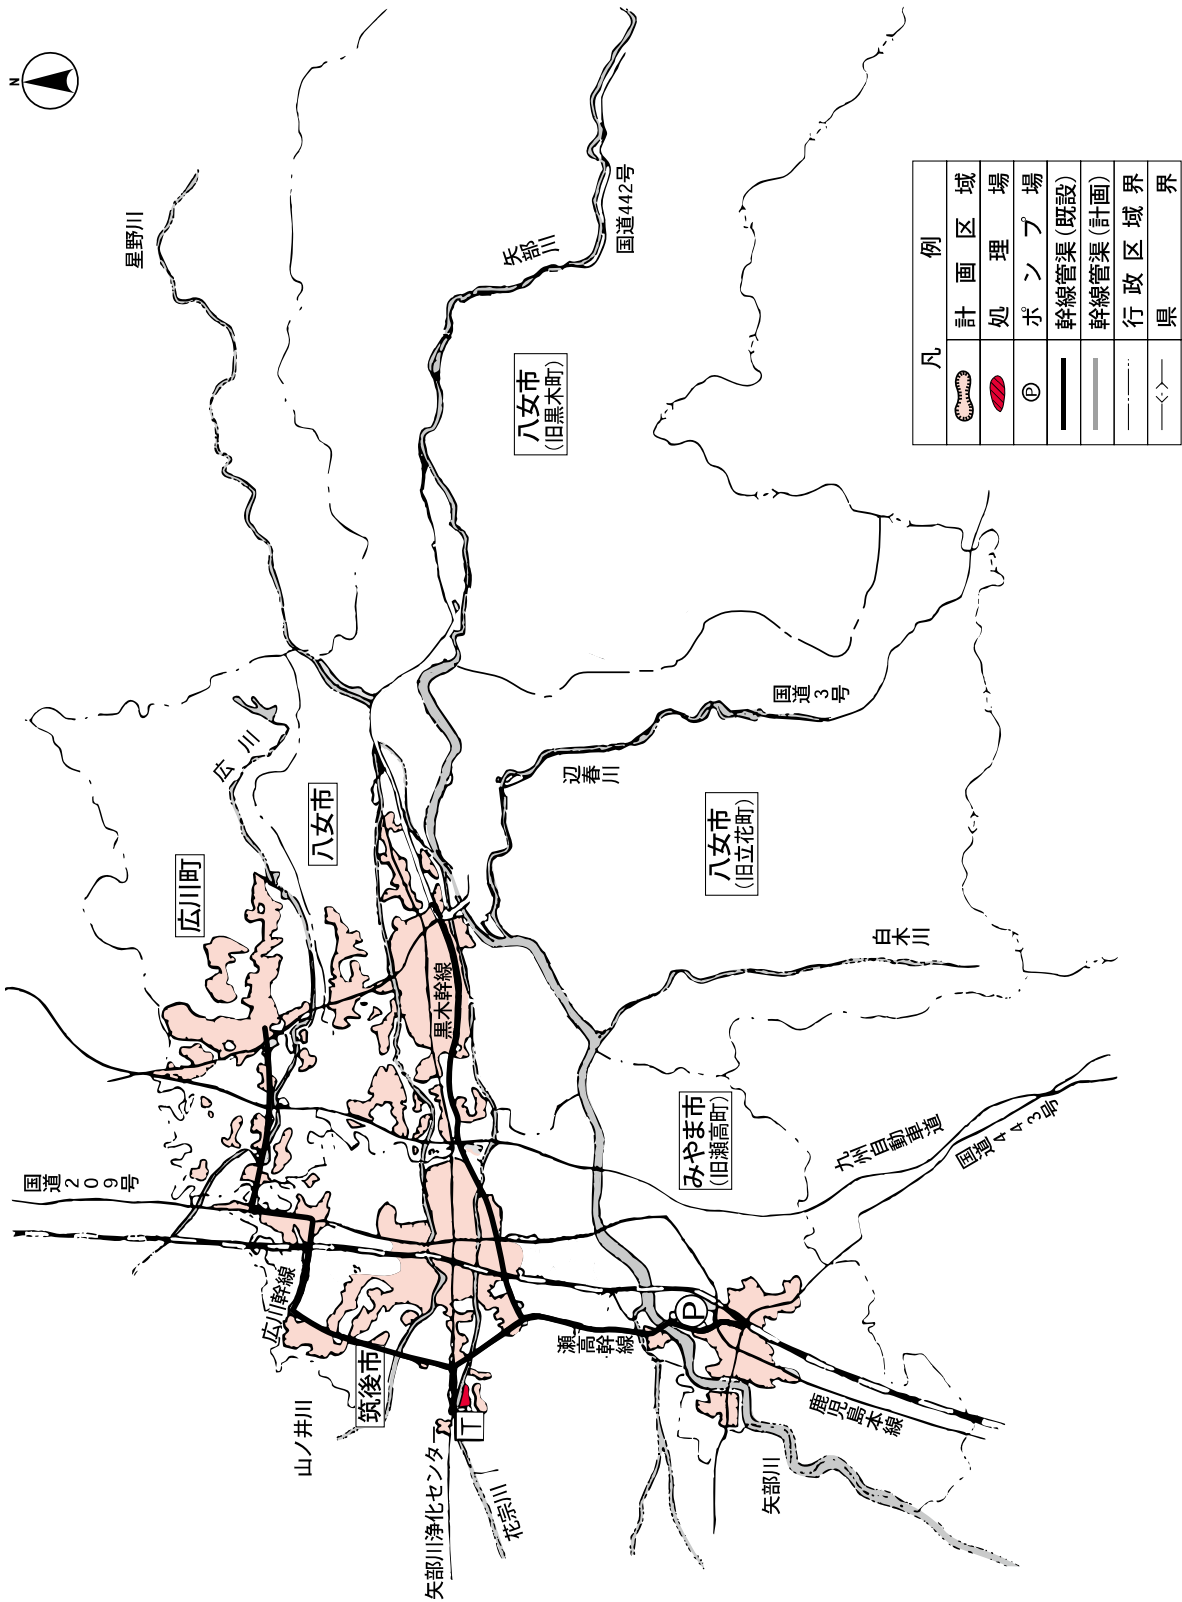 N
星野川
矢部川
国道442号
八女市
(旧黒木町)
広川
八女市
広川町
国道3号
辺春川
八女市
(旧立花町)
白木川
黒木幹線
みやま市
(旧瀬高町)
九州自動車道
国道443号
国道209号
広川幹線
筑後市
山ノ井川
矢部川浄化センター
T
花宗川
瀬高幹線
P
鹿児島本線
矢部川
凡例
計画区域
処理場
P ポンプ場
幹線管渠(既設)
幹線管渠(計画)
行政区域界
県界